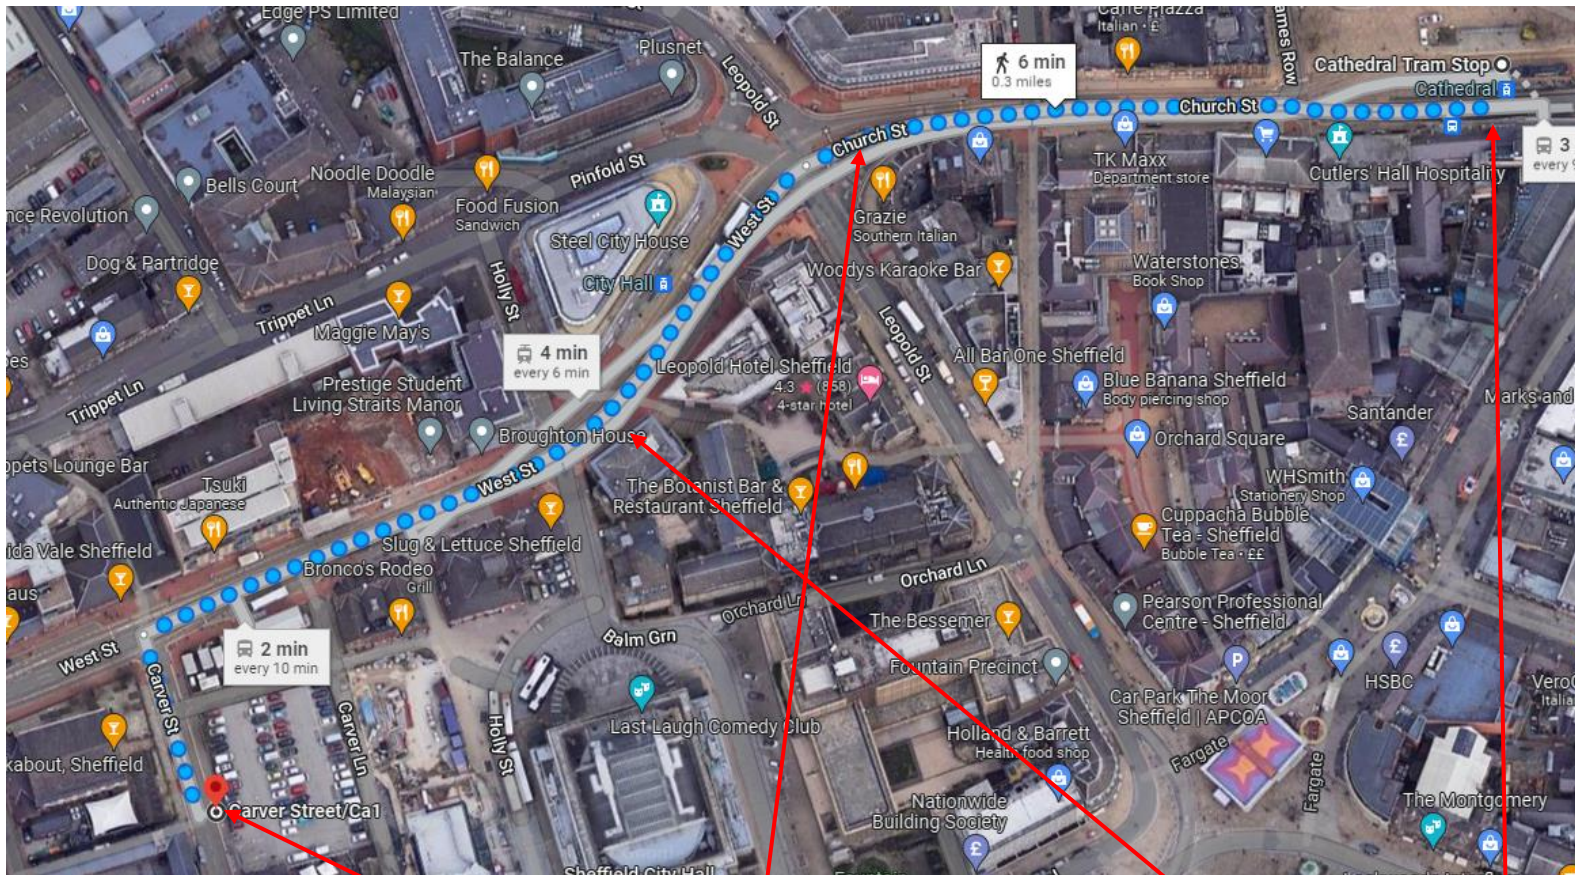 Edge PS Limited
The Balance
Plusnet
Leopold St
Caffe Piazza
Italian · £
6 min
0.3 miles
Cathedral Tram Stop
Cathedral
Church St
Church St
3
TK Maxx
Department store
Cutlers' Hall Hospitality
Bells Court
Noodle Doodle
Malaysian
Pinfold St
Food Fusion
Sandwich
Steel City House
City Hall
West St
Grazie
Southern Italian
Woodys Karaoke Bar
Waterstones
Book Shop
Dog & Partridge
Trippet Ln
Maggie May's
Holly St
4 min
every 6 min
Leopold Hotel Sheffield
4.3 ★ (858)
4-star hotel
Leopold St
All Bar One Sheffield
Blue Banana Sheffield
Body piercing shop
Orchard Square
Santander
Marks and
Trippet Ln
Prestige Student
Living Straits Manor
Broughton House
West St
Tsuki
Authentic Japanese
The Botanist Bar &
Restaurant Sheffield
WHSmith
Stationery Shop
Cuppacha Bubble
Tea - Sheffield
Bubble Tea · ££
ida Vale Sheffield
Slug & Lettuce Sheffield
Bronco's Rodeo
Grill
Orchard Ln
Orchard Ln
Pearson Professional
Centre - Sheffield
West St
2 min
every 10 min
Balm Grn
The Bessemer
Fountain Precinct
Car Park The Moor
Sheffield | APCOA
HSBC
Carver St
Carver Ln
Holly St
Last Laugh Comedy Club
Holland & Barrett
Health food shop
Fargate
Fargate
Carver Street/Ca1
Nationwide
Building Society
The Montgomery
Sheffield City Hall